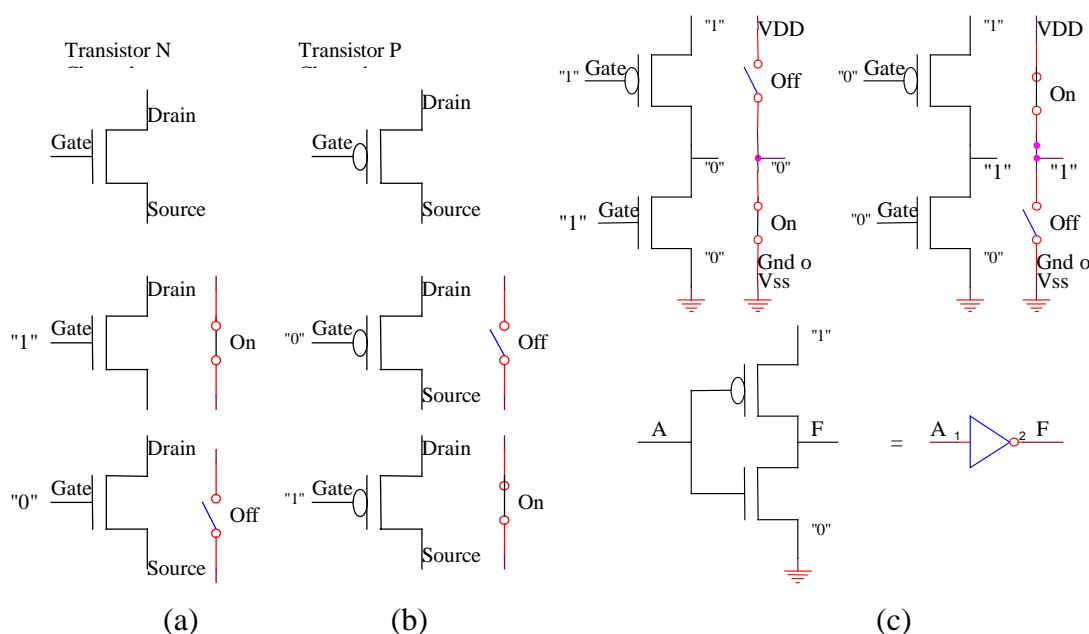 Transistor N
Transistor P
Drain
Gate
Source
Drain
"1" Gate
On
Drain
"0" Gate
Off
Source
(a)
Drain
Gate
Source
Drain
"0" Gate
Off
Source
Drain
"1" Gate
On
Source
(b)
"1" VDD
"1" Gate
Off
"0" "0"
Gate
"1"
On
"0" Gnd o
Vss
"1" VDD
"0" Gate
On
"1" "1"
Gate
"0"
Off
"0" Gnd o
Vss
"1"
A F = A 1 2 F
"0"
(c)